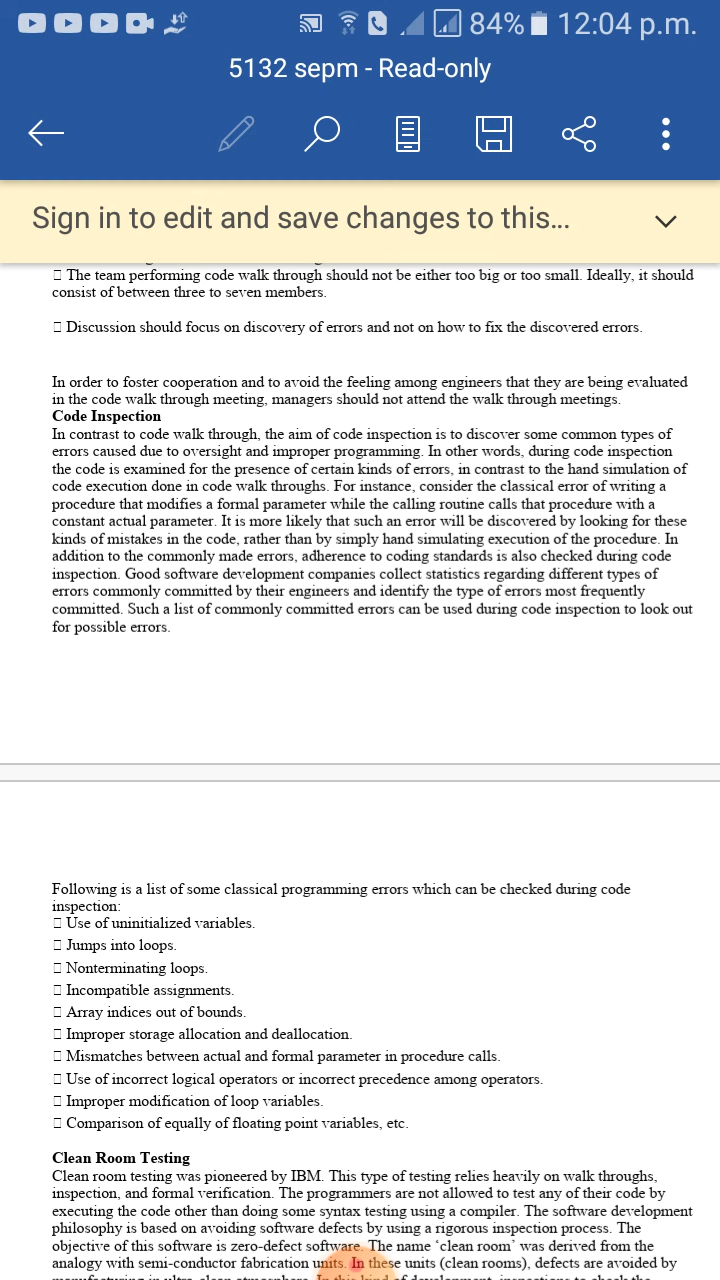 84% 12:04 p.m.
5132 sepm - Read-only
Sign in to edit and save changes to this...
The team performing code walk through should not be either too big or too small. Ideally, it should
consist of between three to seven members.
Discussion should focus on discovery of errors and not on how to fix the discovered errors.
In order to foster cooperation and to avoid the feeling among engineers that they are being evaluated
in the code walk through meeting, managers should not attend the walk through meetings.
Code Inspection
In contrast to code walk through, the aim of code inspection is to discover some common types of
errors caused due to oversight and improper programming. In other words, during code inspection
the code is examined for the presence of certain kinds of errors, in contrast to the hand simulation of
code execution done in code walk throughs. For instance, consider the classical error of writing a
procedure that modifies a formal parameter while the calling routine calls that procedure with a
constant actual parameter. It is more likely that such an error will be discovered by looking for these
kinds of mistakes in the code, rather than by simply hand simulating execution of the procedure. In
addition to the commonly made errors, adherence to coding standards is also checked during code
inspection. Good software development companies collect statistics regarding different types of
errors commonly committed by their engineers and identify the type of errors most frequently
committed. Such a list of commonly committed errors can be used during code inspection to look out
for possible errors.
Following is a list of some classical programming errors which can be checked during code
inspection:
Use of uninitialized variables.
Jumps into loops.
Nonterminating loops.
Incompatible assignments.
Array indices out of bounds.
Improper storage allocation and deallocation.
Mismatches between actual and formal parameter in procedure calls.
Use of incorrect logical operators or incorrect precedence among operators.
Improper modification of loop variables.
Comparison of equally of floating point variables, etc.
Clean Room Testing
Clean room testing was pioneered by IBM. This type of testing relies heavily on walk throughs,
inspection, and formal verification. The programmers are not allowed to test any of their code by
executing the code other than doing some syntax testing using a compiler. The software development
philosophy is based on avoiding software defects by using a rigorous inspection process. The
objective of this software is zero-defect software. The name ‘clean room’ was derived from the
analogy with semi-conductor fabrication units. In these units (clean rooms), defects are avoided by